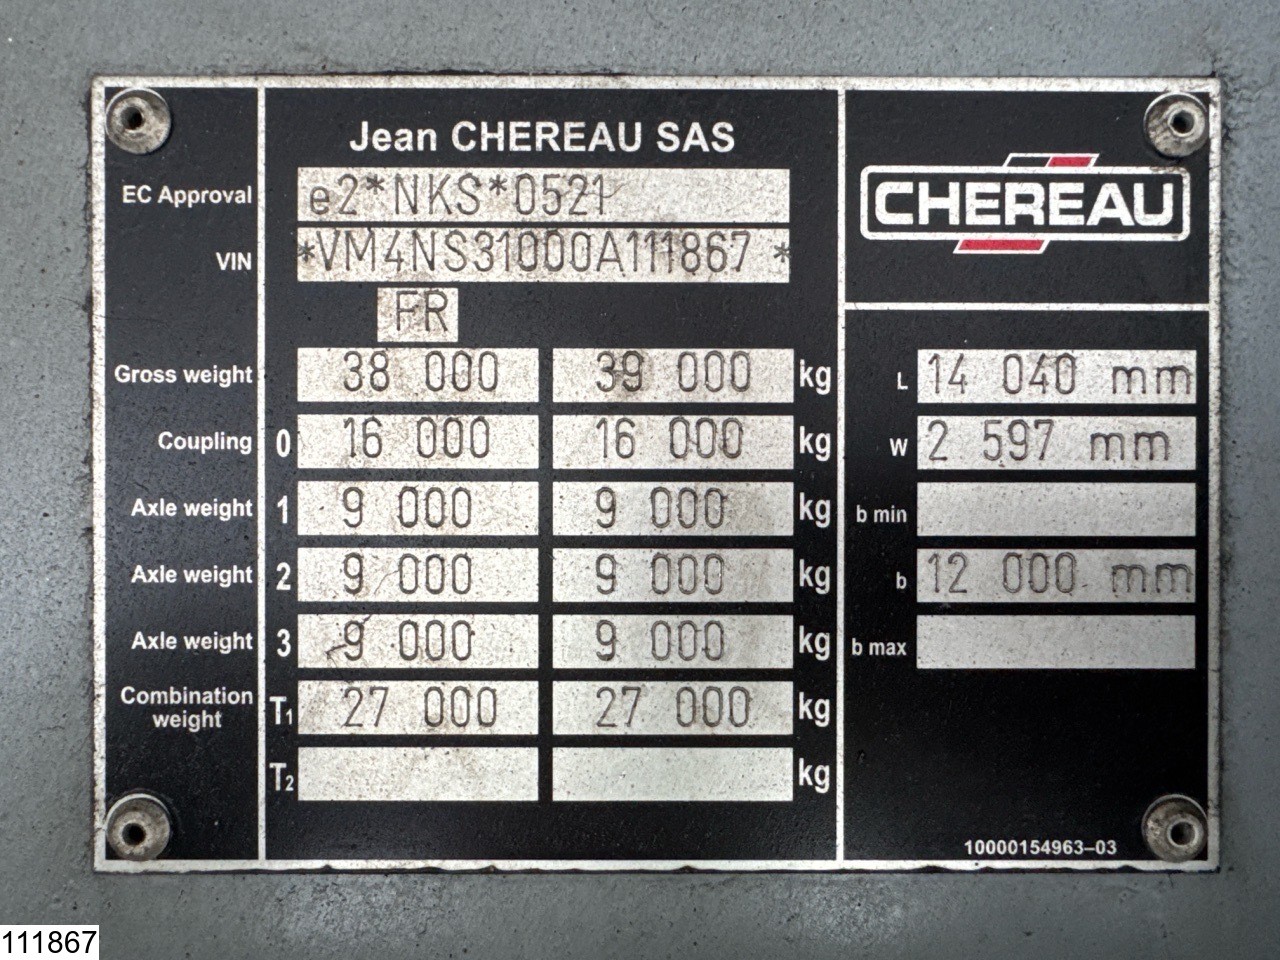 Jean CHEREAU SAS
CHEREAU
EC Approval e2*NKS*0521
VIN *VM4NS31000A111867 *
FR
Gross weight 38 000 39 000 kg
Coupling 0 16 000 16 000 kg
Axle weight 1 9 000 9 000 kg
Axle weight 2 9 000 9 000 kg
Axle weight 3 9 000 9 000 kg
Combination weight T1 27 000 27 000 kg
T2 kg
L 14 040 mm
W 2 597 mm
b min
b 12 000 mm
b max
10000154963-03
111867